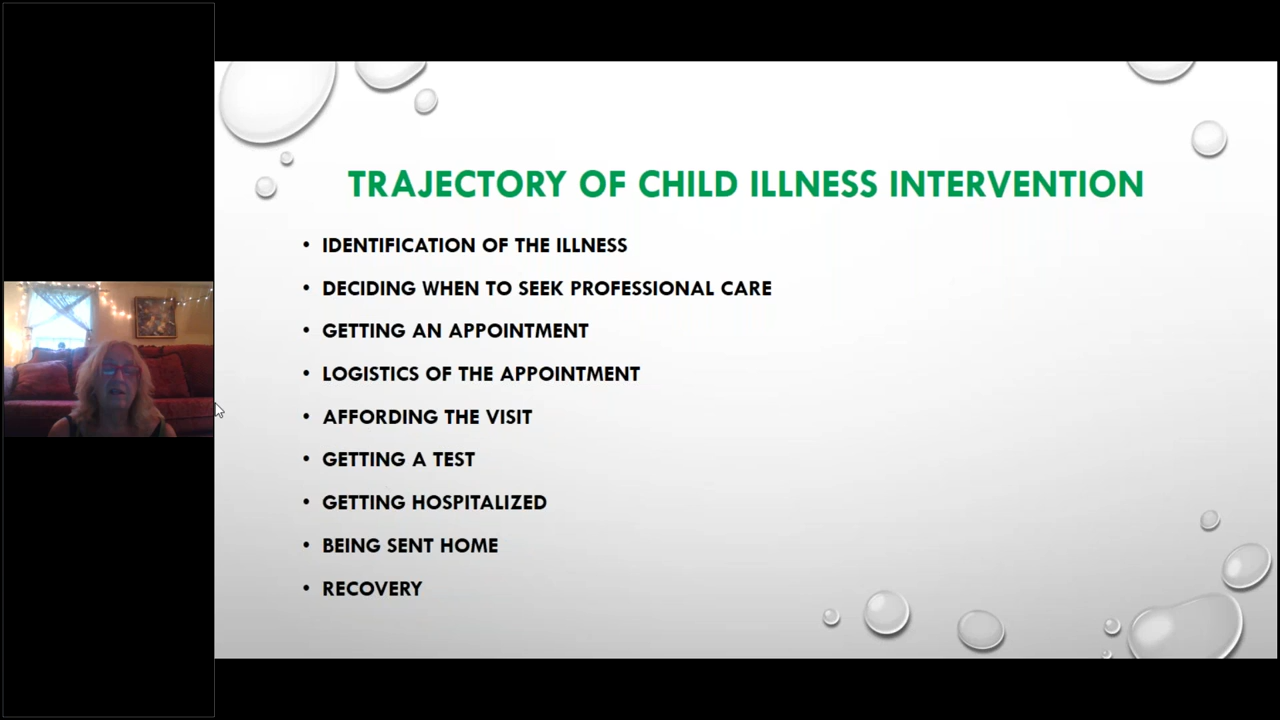 TRAJECTORY OF CHILD ILLNESS INTERVENTION
• IDENTIFICATION OF THE ILLNESS
• DECIDING WHEN TO SEEK PROFESSIONAL CARE
• GETTING AN APPOINTMENT
• LOGISTICS OF THE APPOINTMENT
• AFFORDING THE VISIT
• GETTING A TEST
• GETTING HOSPITALIZED
• BEING SENT HOME
• RECOVERY